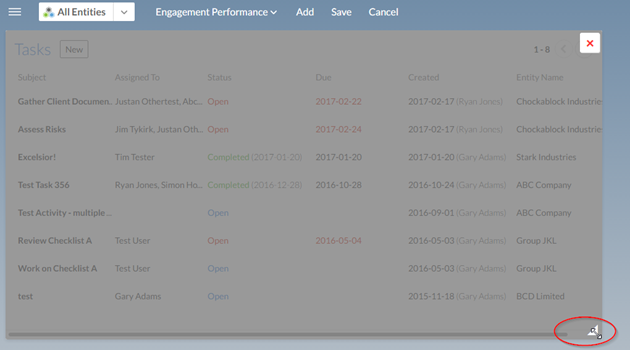 All Entities Engagement Performance Add Save Cancel
Tasks New 1 - 8
Subject Assigned To Status Due Created Entity Name
Gather Client Documen.. Justan Othertest, Abc... Open 2017-02-22 2017-02-17 (Ryan Jones) Chockablock Industrie
Assess Risks Jim Tykirk, Justan Oth... Open 2017-02-24 2017-02-17 (Ryan Jones) Chockablock Industrie
Excelsior! Tim Tester Completed (2017-01-20) 2017-01-20 2017-01-20 (Gary Adams) Stark Industries
Test Task 356 Ryan Jones, Simon Ho... Completed (2016-12-28) 2016-10-28 2016-10-24 (Gary Adams) ABC Company
Test Activity - multiple .. Open 2016-09-01 (Gary Adams) ABC Company
Review Checklist A Test User Open 2016-05-04 2016-05-03 (Gary Adams) Group JKL
Work on Checklist A Test User Open 2016-05-03 (Gary Adams) Group JKL
test Gary Adams Open 2015-11-18 (Gary Adams) BCD Limited